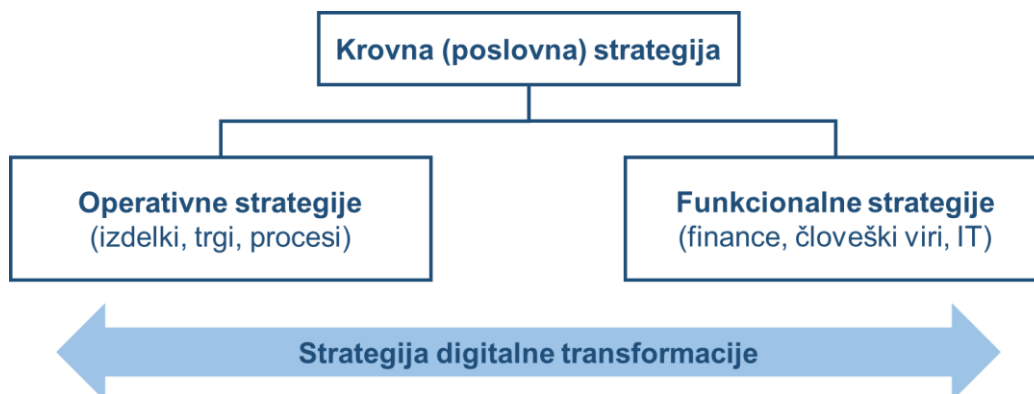 Krovna (poslovna) strategija
Operativne strategije
(izdelki, trgi, procesi)
Funkcionalne strategije
(finance, človeški viri, IT)
Strategija digitalne transformacije